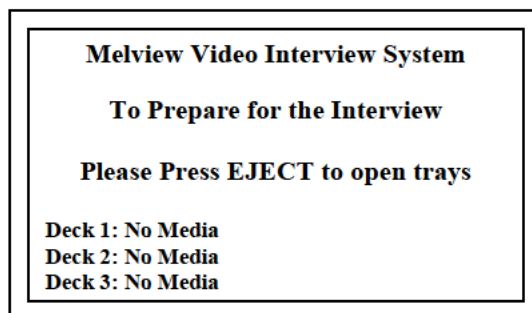 Melview Video Interview System
To Prepare for the Interview
Please Press EJECT to open trays
Deck 1: No Media
Deck 2: No Media
Deck 3: No Media